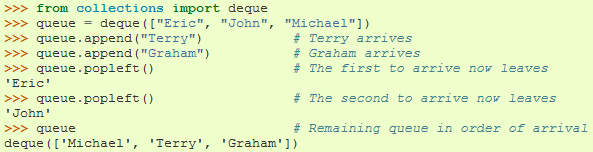 >>> from collections import deque
>>> queue = deque(["Eric", "John", "Michael"])
>>> queue.append("Terry")           # Terry arrives
>>> queue.append("Graham")          # Graham arrives
>>> queue.popleft()                 # The first to arrive now leaves
'Eric'
>>> queue.popleft()                 # The second to arrive now leaves
'John'
>>> queue                           # Remaining queue in order of arrival
deque(['Michael', 'Terry', 'Graham'])